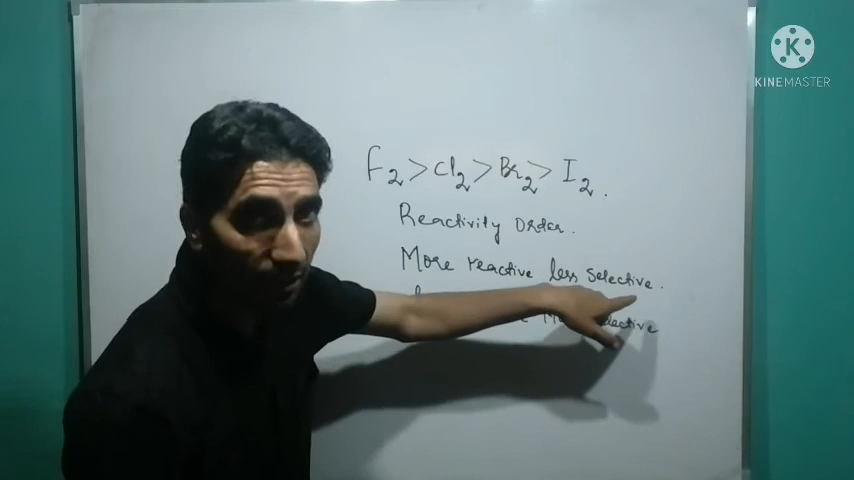 F₂ > Cl₂ > Br₂ > I₂.
Reactivity Order.
More reactive less selective.
KINEMASTER